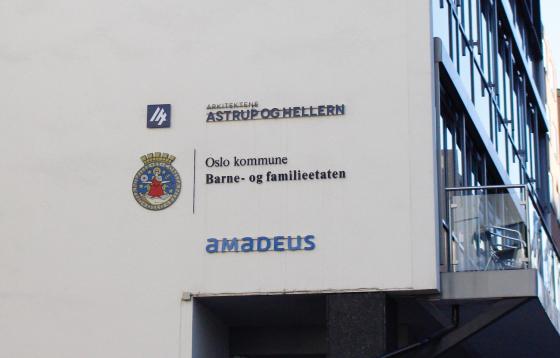 ARKITEKTENE
ASTRUP OG HELLERN
Oslo kommune
Barne- og familieetaten
amaDEUS